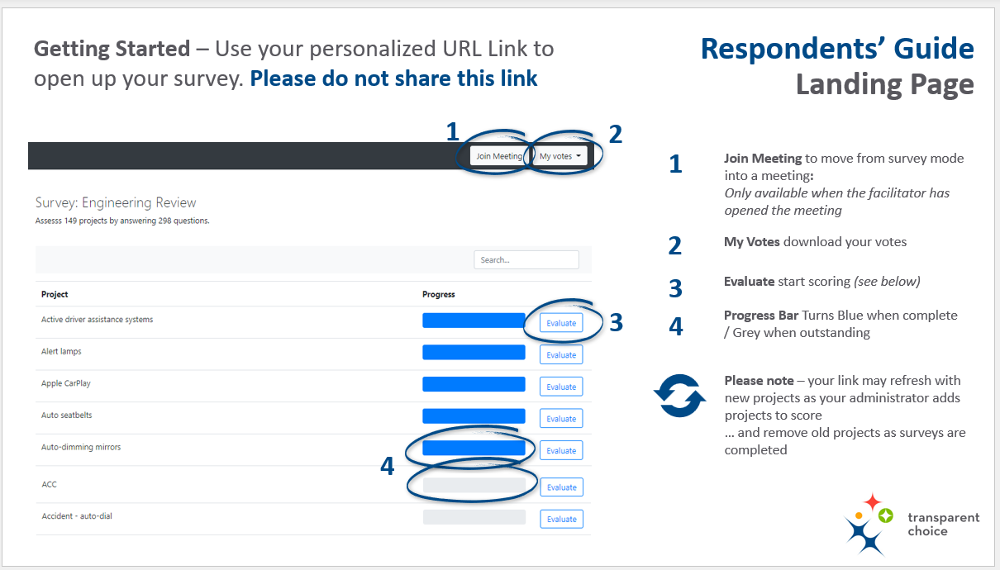 Getting Started – Use your personalized URL Link to
open up your survey. Please do not share this link
Respondents’ Guide
Landing Page
1
2
Join Meeting
My votes
Survey: Engineering Review
Assesss 149 projects by answering 298 questions.
Search...
Project
Progress
Active driver assistance systems
Evaluate
3
Alert lamps
Evaluate
Apple CarPlay
Evaluate
Auto seatbelts
Evaluate
Auto-dimming mirrors
Evaluate
4
ACC
Evaluate
Accident - auto-dial
Evaluate
1
Join Meeting to move from survey mode
into a meeting:
Only available when the facilitator has
opened the meeting
2
My Votes download your votes
3
Evaluate start scoring (see below)
4
Progress Bar Turns Blue when complete
/ Grey when outstanding
Please note – your link may refresh with
new projects as your administrator adds
projects to score
… and remove old projects as surveys are
completed
transparent
choice